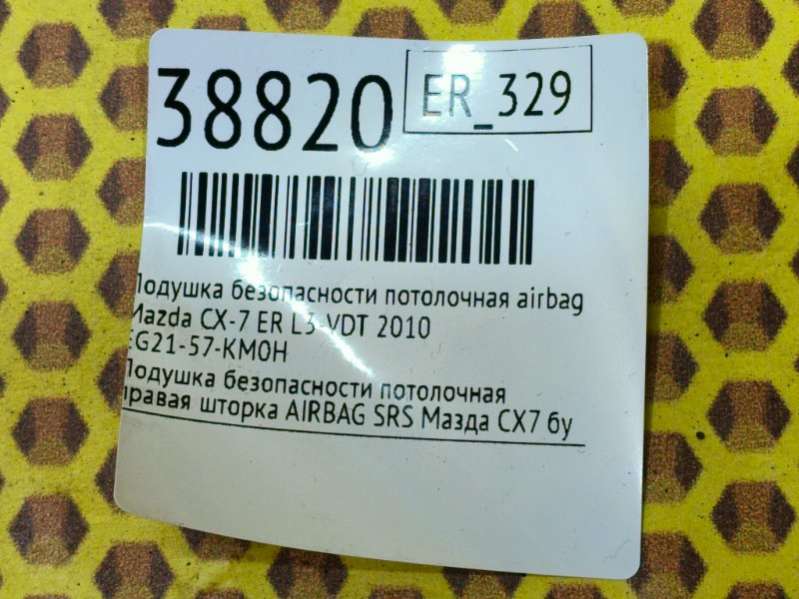 38820
ER_329
Подушка безопасности потолочная airbag
Mazda CX-7 ER L3-VDT 2010
EG21-57-KM0H
Подушка безопасности потолочная
правая шторка AIRBAG SRS Мазда СХ7 бу